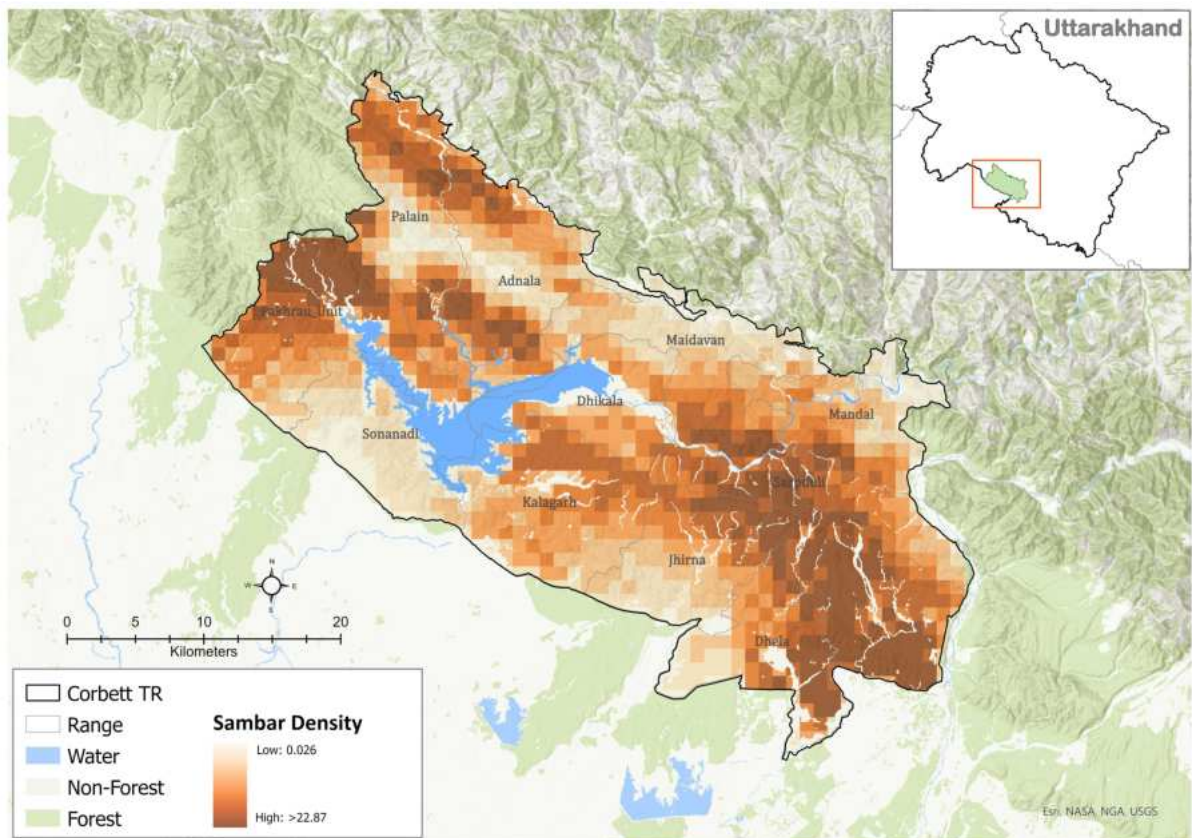 Uttarakhand
Palain
Adnala
Pakhrau_Unit
Maidavan
Dhikala
Mandal
Sonanadi
Sarpduli
Kalagarh
Jhirna
Dhela
N
W E
S
0 5 10 20
Kilometers
Corbett TR
Range
Water
Non-Forest
Forest
Sambar Density
Low: 0.026
High: >22.87
Esri, NASA, NGA, USGS